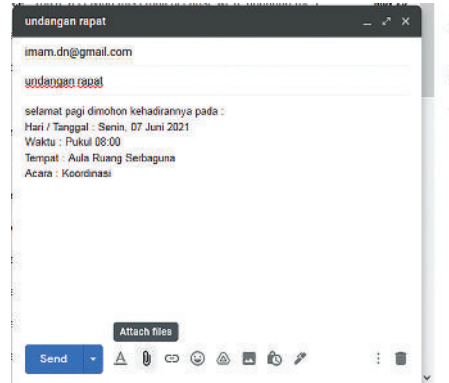 undangan rapat
imam.dn@gmail.com
undangan rapat
selamat pagi dimohon kehadirannya pada :
Hari / Tanggal : Senin, 07 Juni 2021
Waktu : Pukul 08:00
Tempat : Aula Ruang Serbaguna
Acara : Koordinasi
Attach files
Send